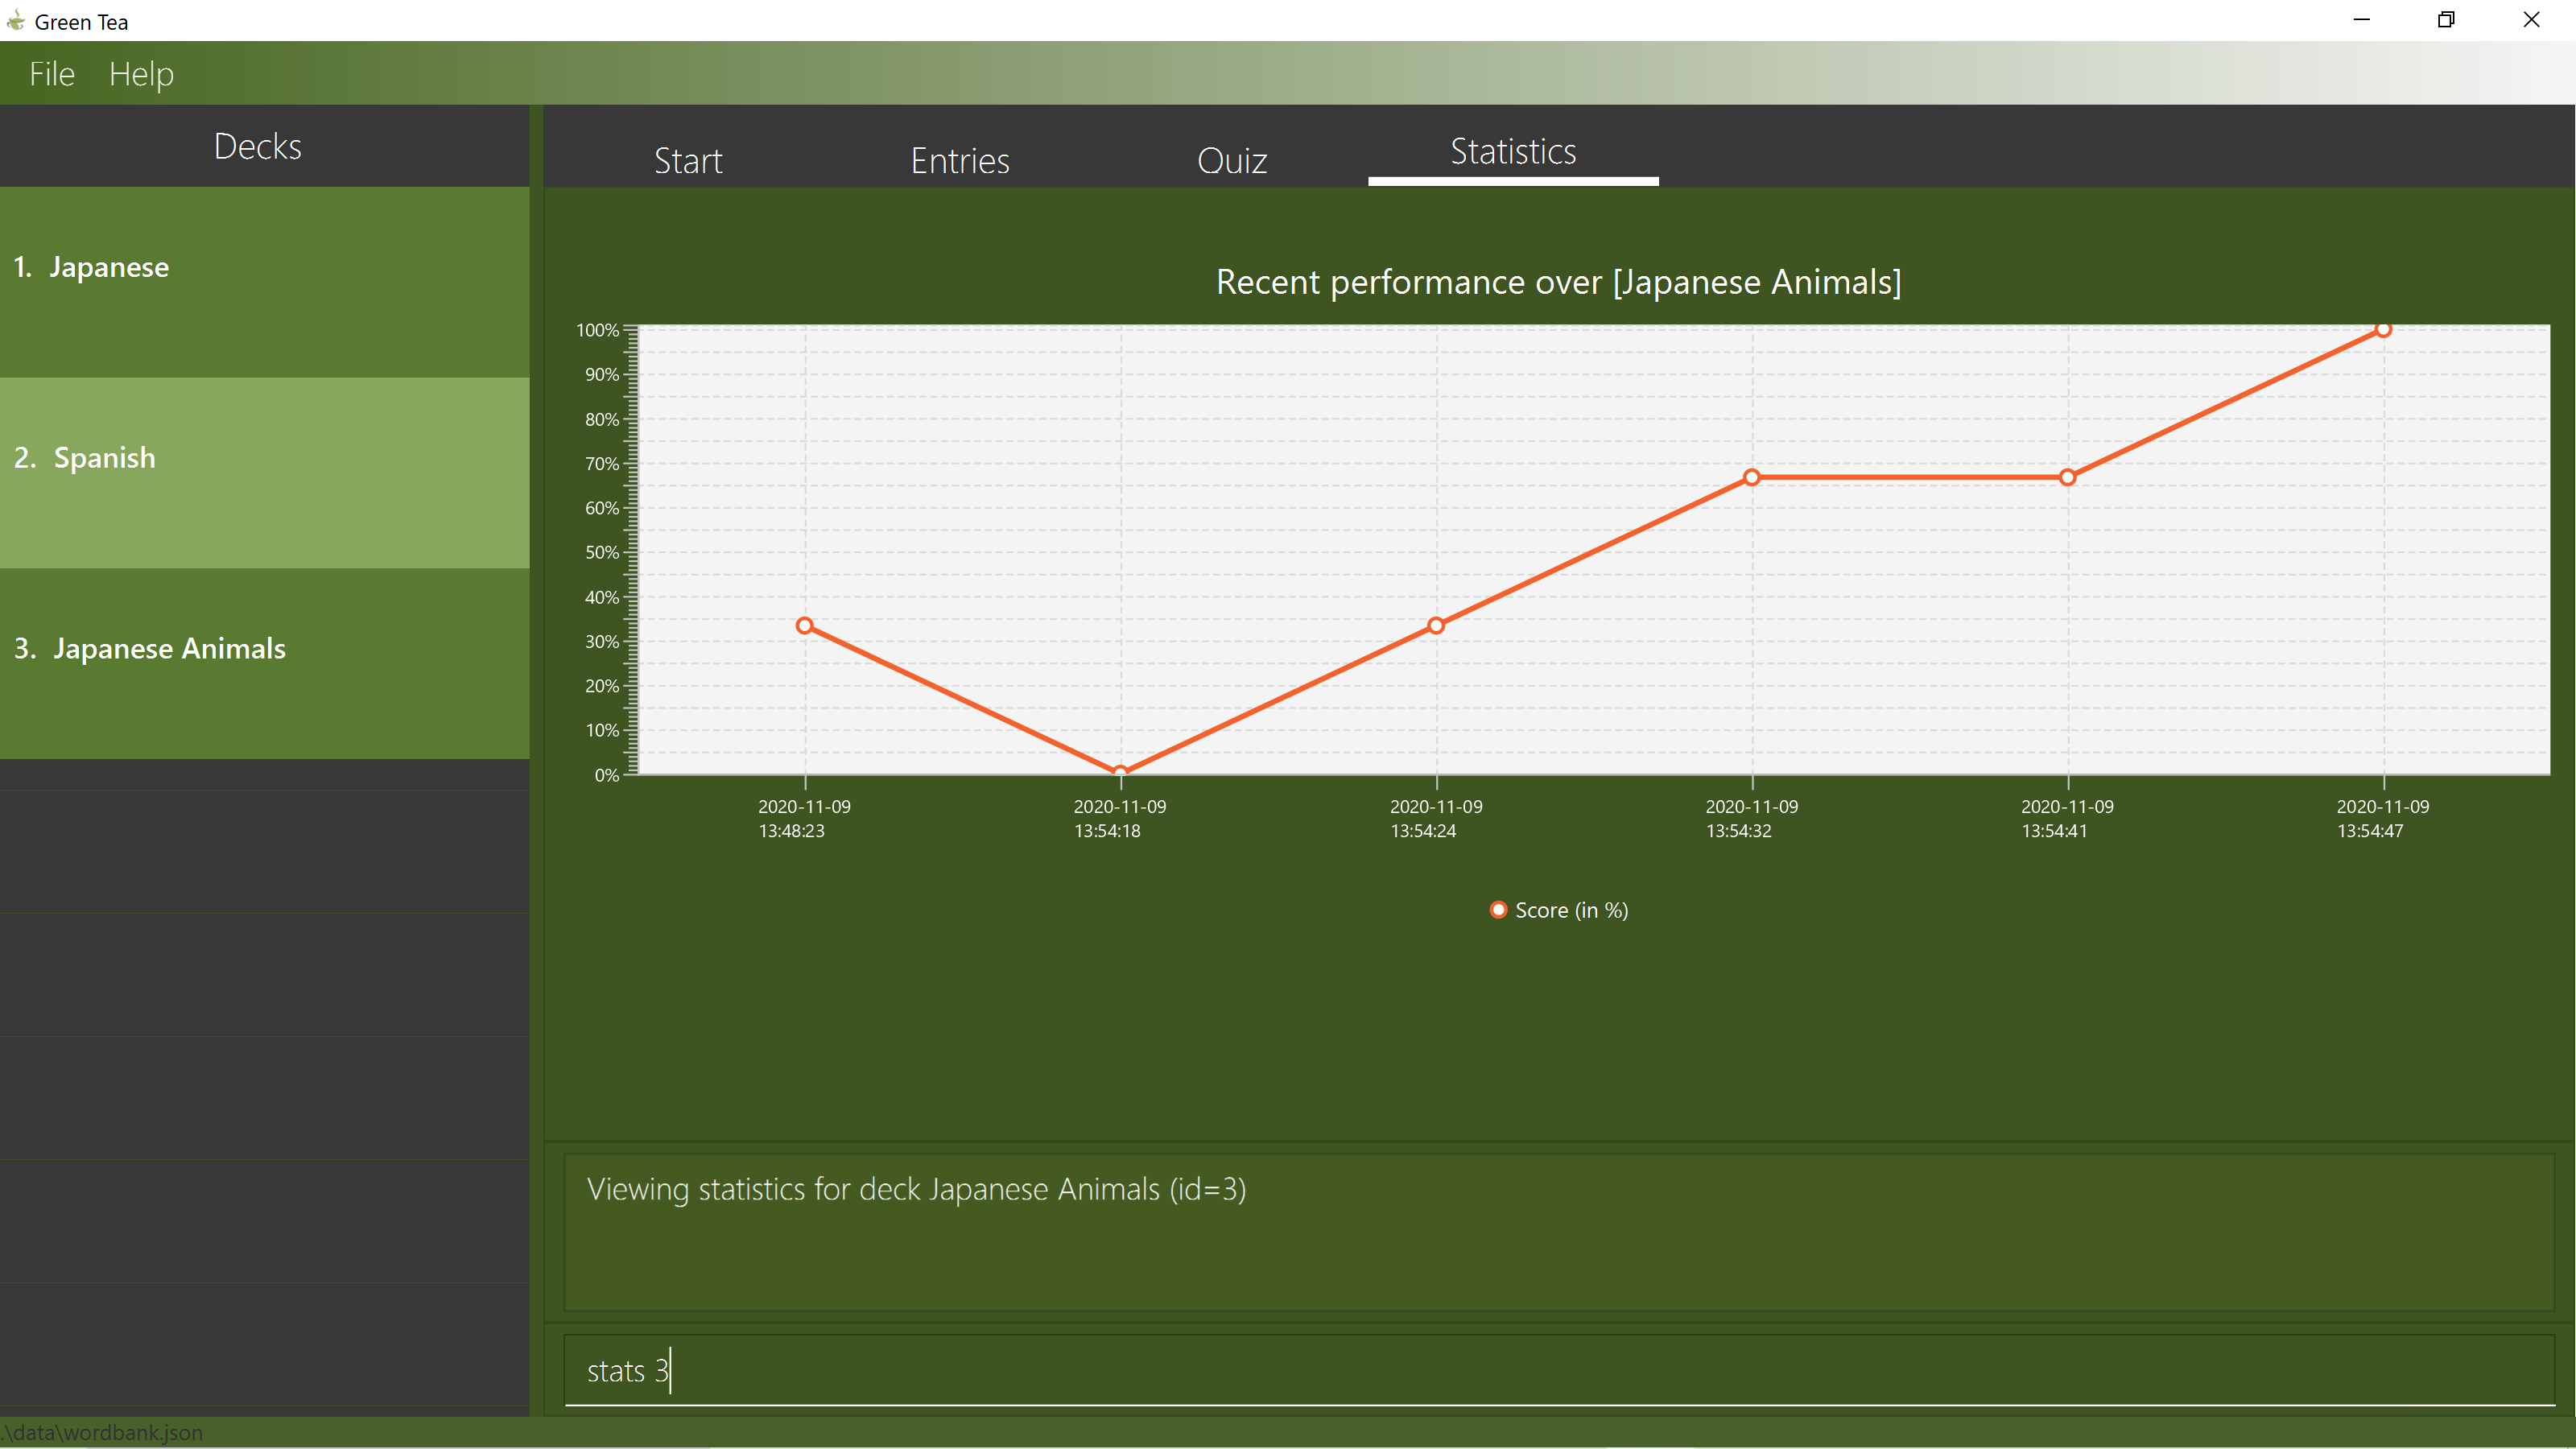 Green Tea
File Help
Decks
Start Entries Quiz Statistics
1. Japanese
2. Spanish
3. Japanese Animals
Recent performance over [Japanese Animals]
100%
90%
80%
70%
60%
50%
40%
30%
20%
10%
0%
2020-11-09 2020-11-09 2020-11-09 2020-11-09 2020-11-09 2020-11-09
13:48:23 13:54:18 13:54:24 13:54:32 13:54:41 13:54:47
Score (in %)
Viewing statistics for deck Japanese Animals (id=3)
stats 3
.\data\wordbank.json